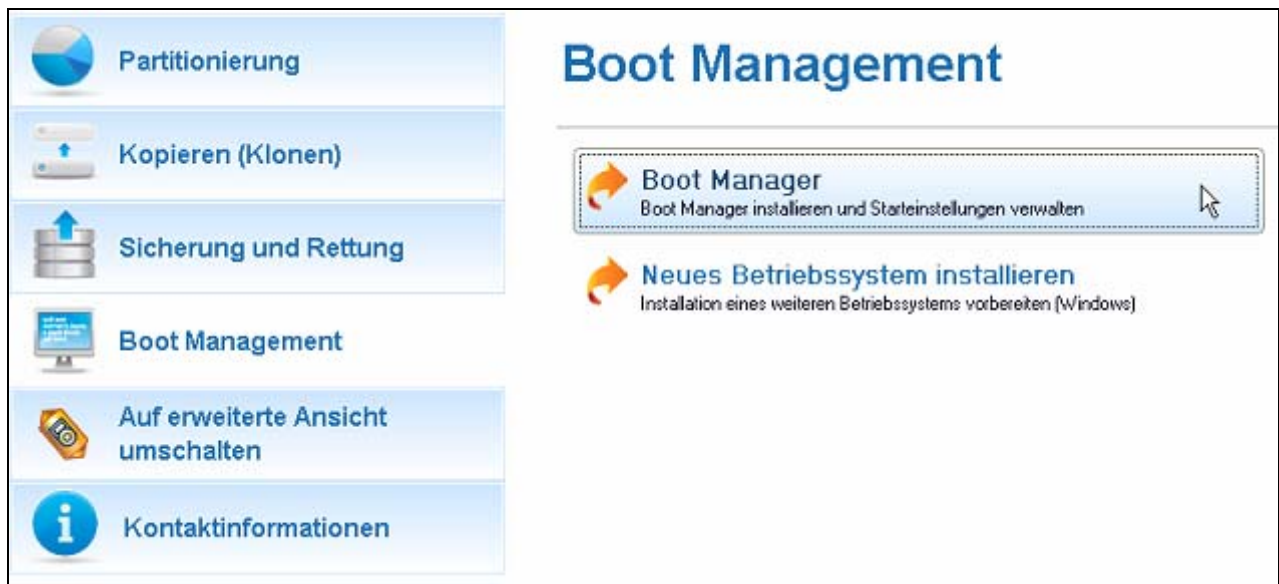 Partitionierung
Kopieren (Klonen)
Sicherung und Rettung
Boot Management
Auf erweiterte Ansicht
umschalten
Kontaktinformationen
Boot Management
Boot Manager
Boot Manager installieren und Starteinstellungen verwalten
Neues Betriebssystem installieren
Installation eines weiteren Betriebssystems vorbereiten (Windows)